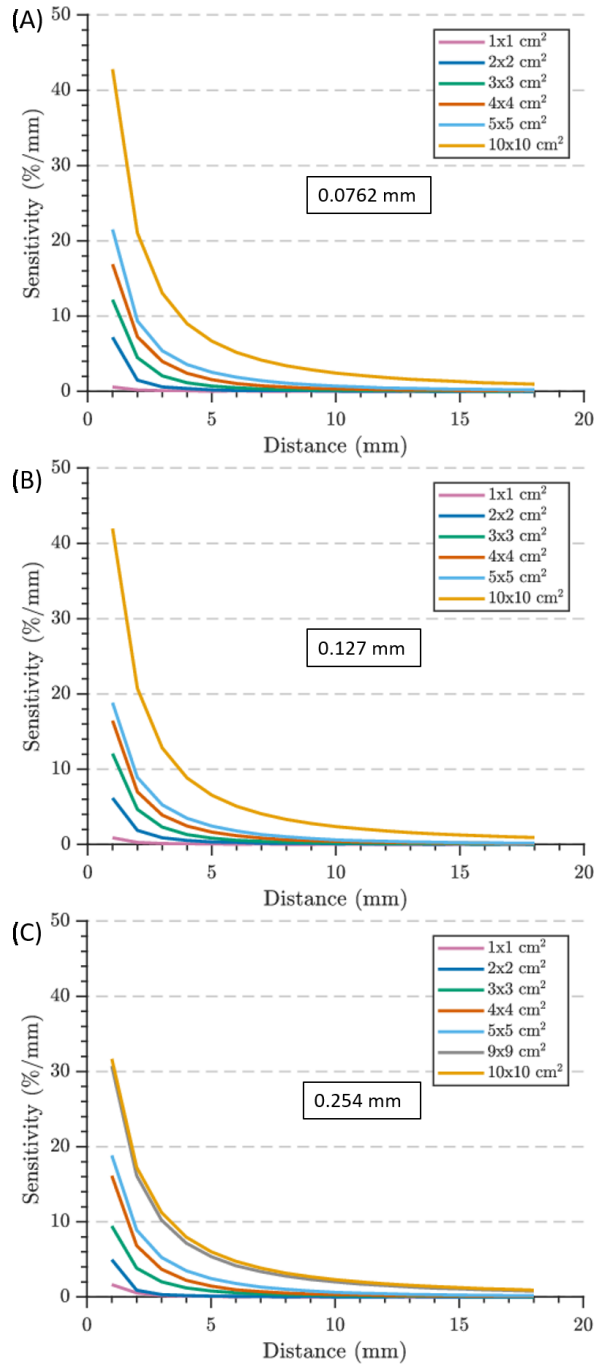 (A)
50
40
30
20
10
0
Sensitivity (%/mm)
1x1 cm²
2x2 cm²
3x3 cm²
4x4 cm²
5x5 cm²
10x10 cm²
0.0762 mm
0 5 10 15 20
Distance (mm)
(B)
50
40
30
20
10
0
Sensitivity (%/mm)
1x1 cm²
2x2 cm²
3x3 cm²
4x4 cm²
5x5 cm²
10x10 cm²
0.127 mm
0 5 10 15 20
Distance (mm)
(C)
50
40
30
20
10
0
Sensitivity (%/mm)
1x1 cm²
2x2 cm²
3x3 cm²
4x4 cm²
5x5 cm²
9x9 cm²
10x10 cm²
0.254 mm
0 5 10 15 20
Distance (mm)